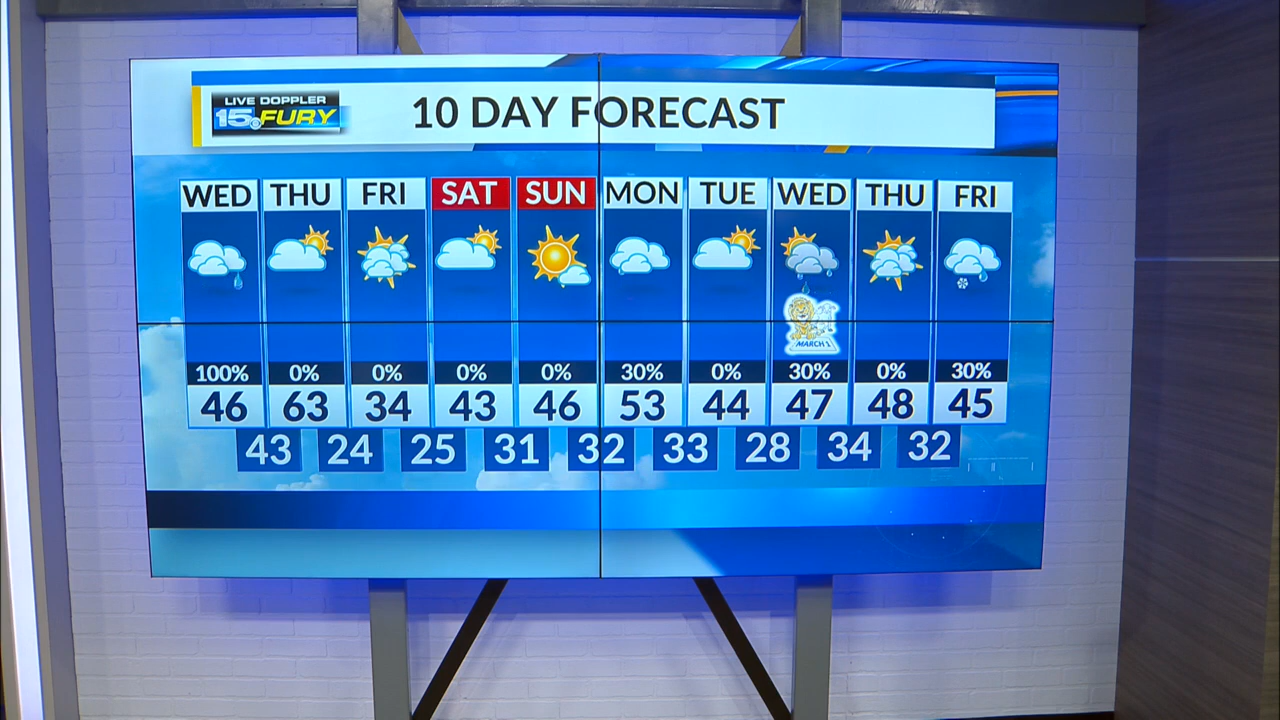 LIVE DOPPLER
15 FURY
10 DAY FORECAST
WED THU FRI SAT SUN MON TUE WED THU FRI
MARCH 1
100% 0% 0% 0% 0% 30% 0% 30% 0% 30%
46 63 34 43 46 53 44 47 48 45
43 24 25 31 32 33 28 34 32